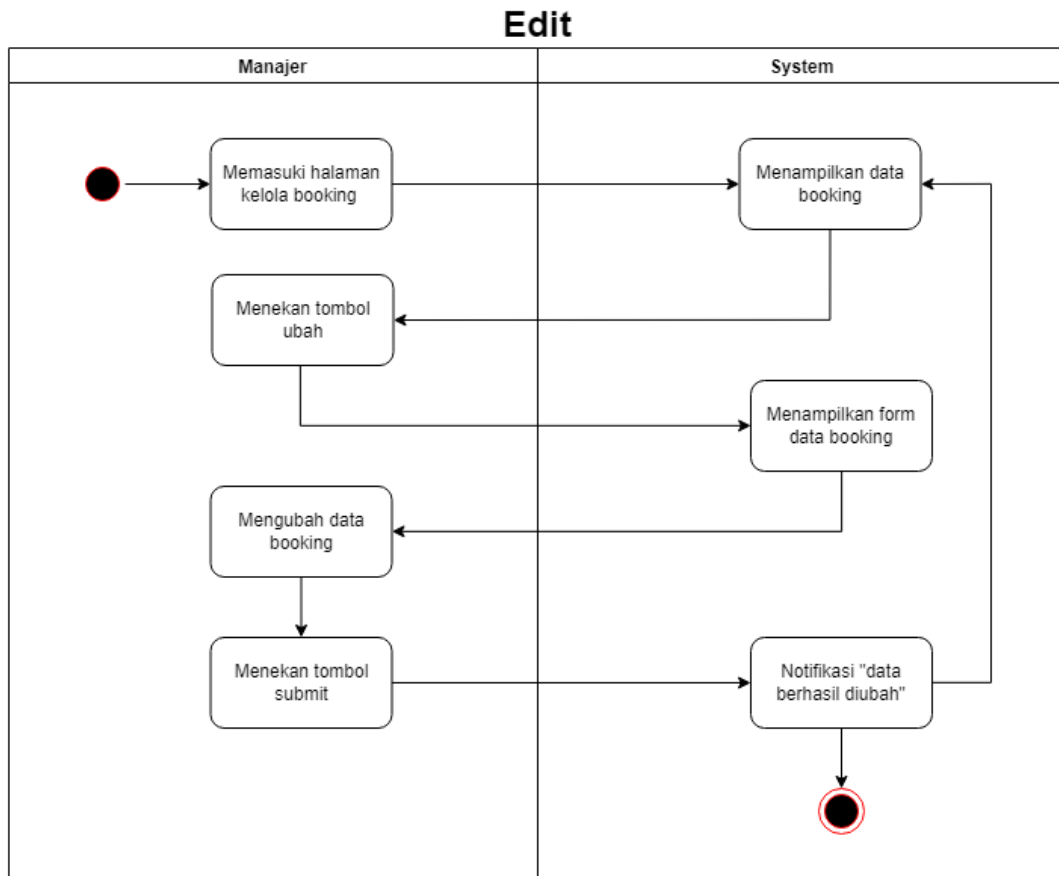 Edit
Manajer
System
Memasuki halaman
kelola booking
Menampilkan data
booking
Menekan tombol
ubah
Menampilkan form
data booking
Mengubah data
booking
Menekan tombol
submit
Notifikasi "data
berhasil diubah"